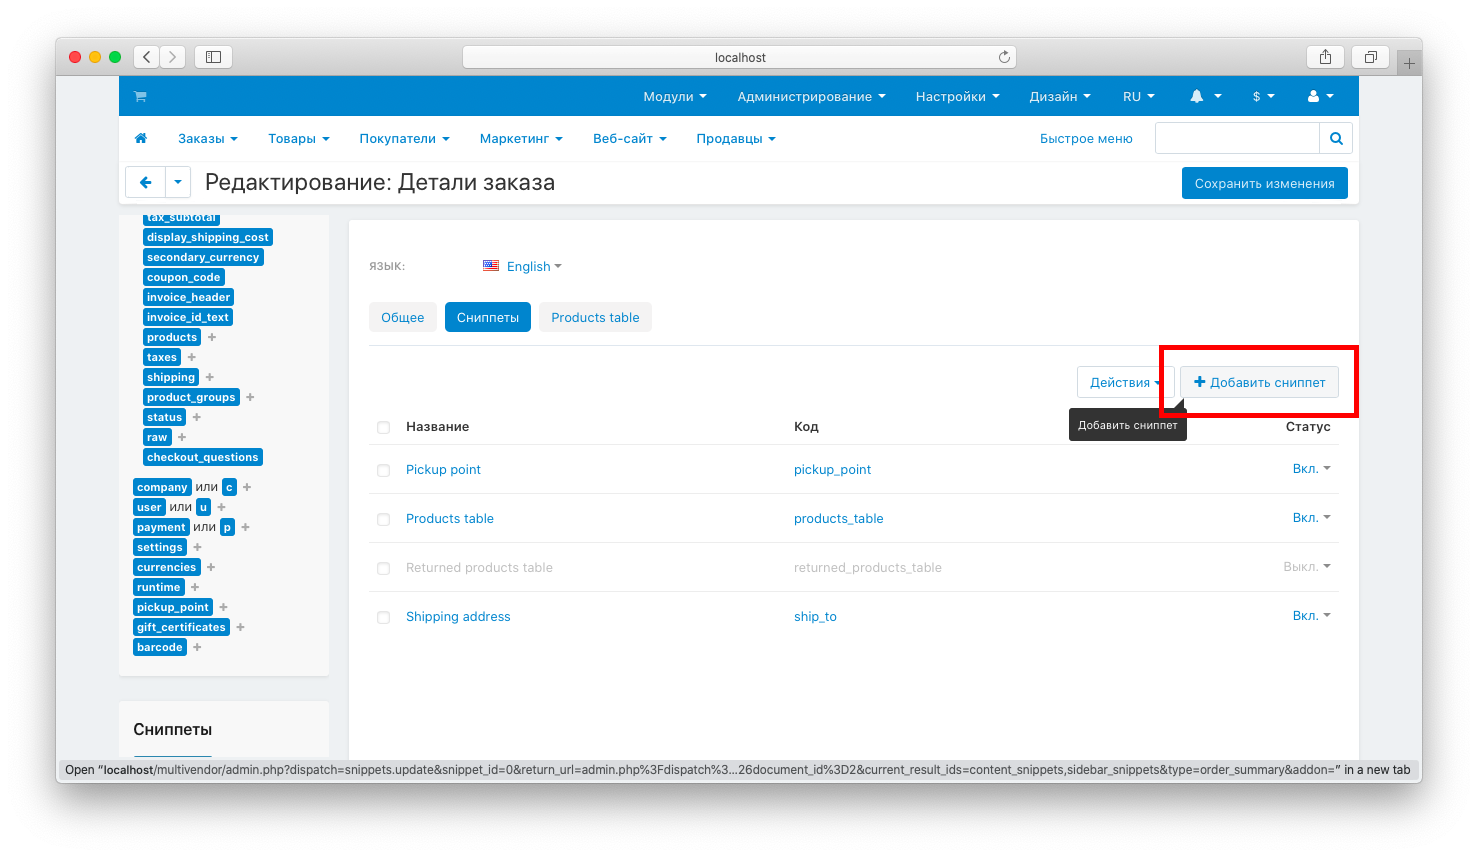 localhost
Модули Администрирование Настройки Дизайн RU $
Заказы Товары Покупатели Маркетинг Веб-сайт Продавцы Быстрое меню
Редактирование: Детали заказа Сохранить изменения
tax_subtotal
display_shipping_cost
secondary_currency
coupon_code
invoice_header
invoice_id_text
products +
taxes +
shipping +
product_groups +
status +
raw +
checkout_questions
company или c +
user или u +
payment или p +
settings +
currencies +
runtime +
pickup_point +
gift_certificates +
barcode +
Сниппеты
ЯЗЫК: English
Общее Сниппеты Products table
Действия + Добавить сниппет
Добавить сниппет
Название Код Статус
Pickup point pickup_point Вкл.
Products table products_table Вкл.
Returned products table returned_products_table Выкл.
Shipping address ship_to Вкл.
Open “localhost/multivendor/admin.php?dispatch=snippets.update&snippet_id=0&return_url=admin.php%3Fdispatch%3...26document_id%3D2&current_result_ids=content_snippets,sidebar_snippets&type=order_summary&addon=” in a new tab